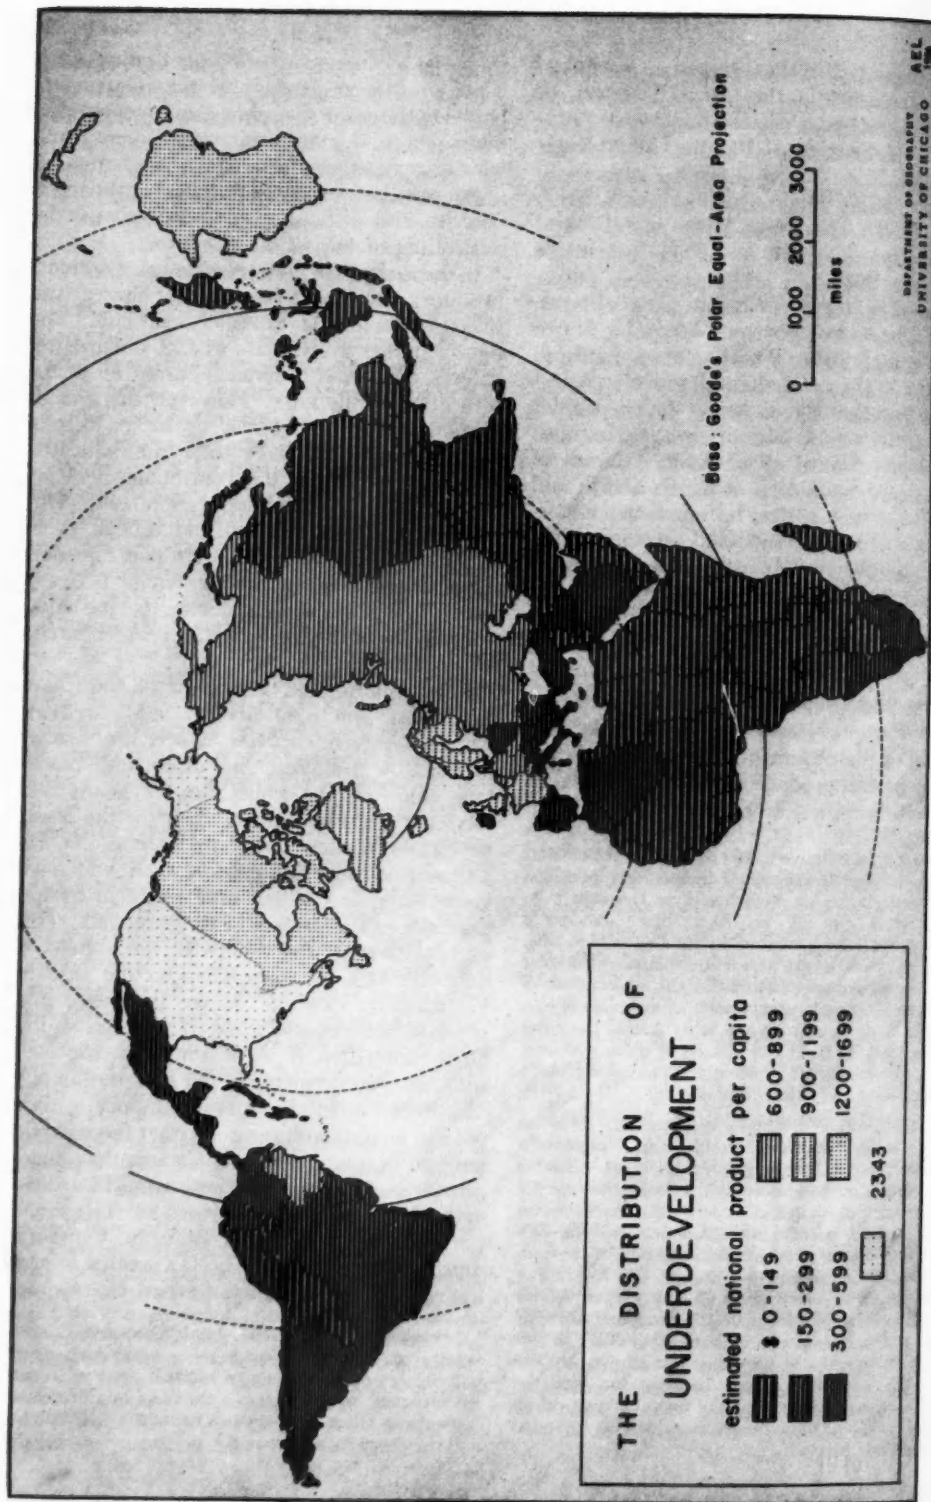 THE DISTRIBUTION OF
UNDERDEVELOPMENT
estimated national product per capita
$ 0-149
150-299
300-599
600-899
900-1199
1200-1699
2343
Base: Goode's Polar Equal-Area Projection
0 1000 2000 3000
miles
AEL
DEPARTMENT OF GEOGRAPHY
UNIVERSITY OF CHICAGO